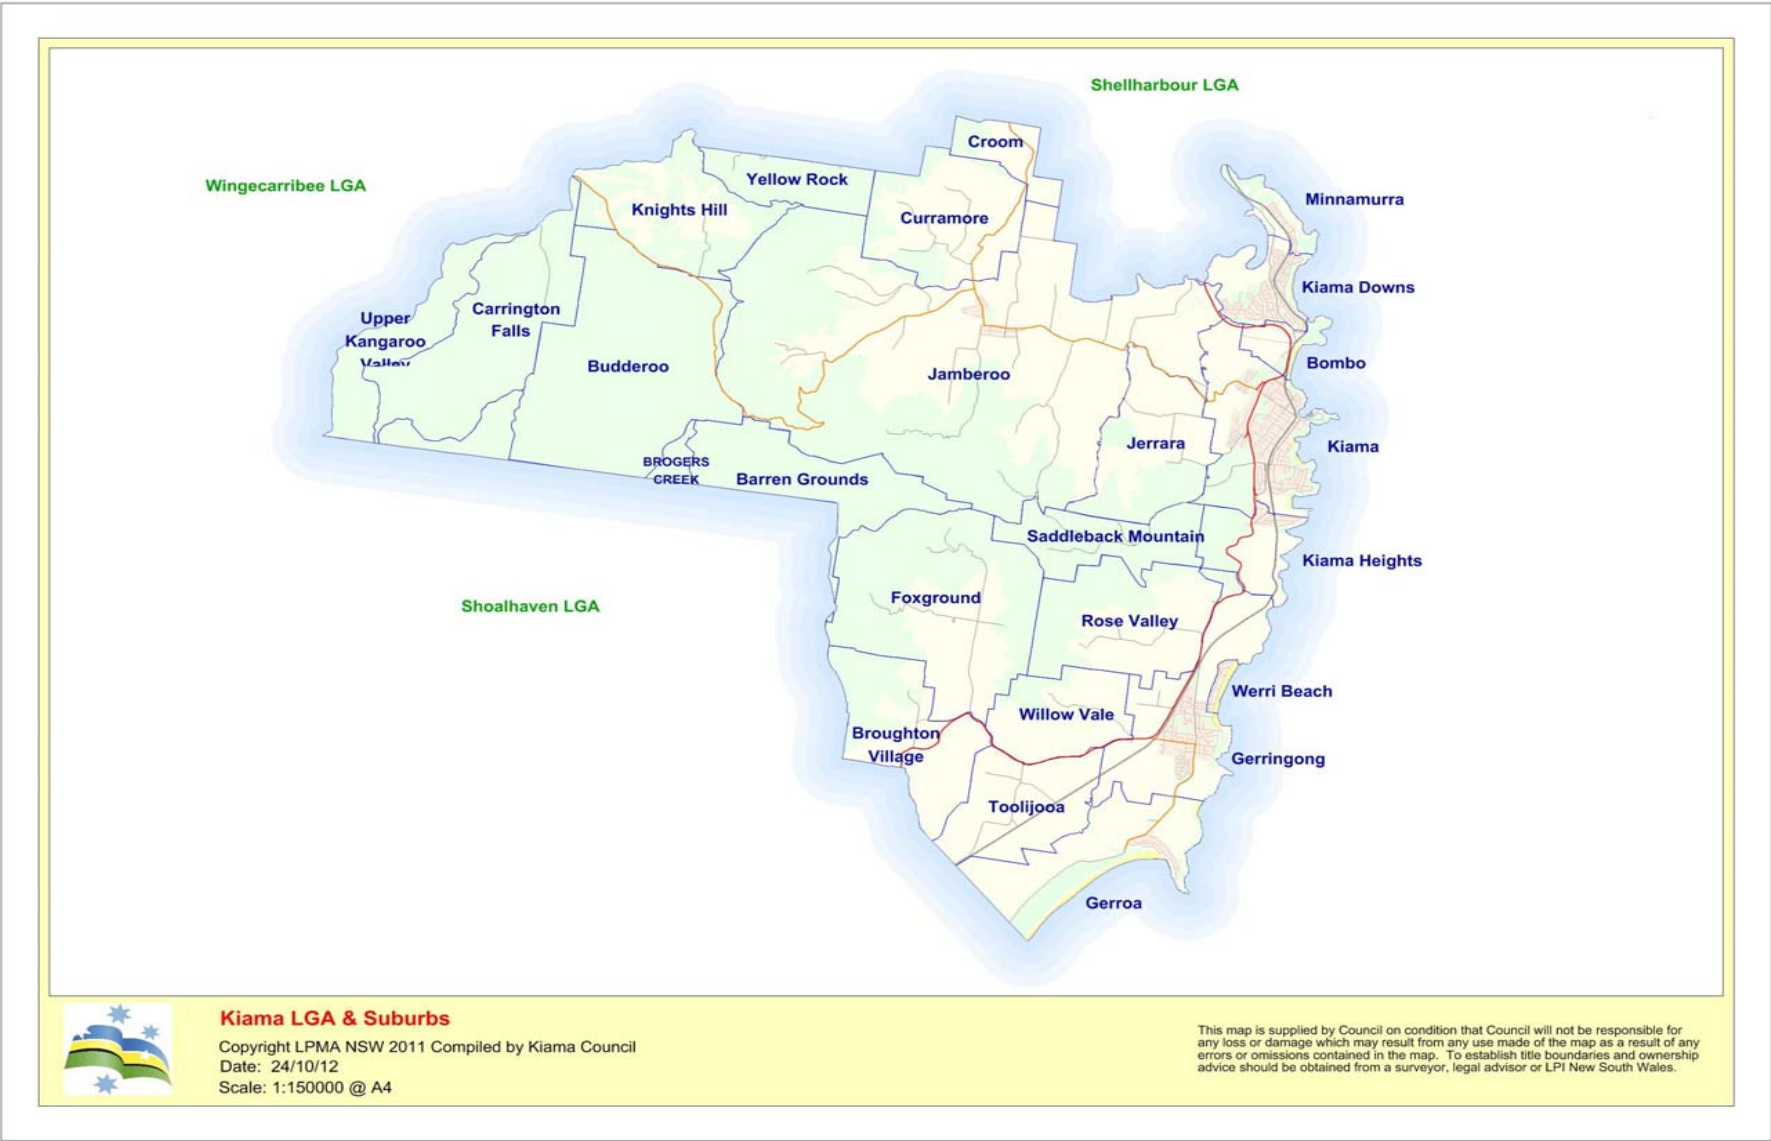 Shellharbour LGA
Croom
Wingecarribee LGA
Yellow Rock
Minnamurra
Knights Hill
Curramore
Kiama Downs
Carrington
Falls
Upper
Kangaroo
Valley
Budderoo
Bombo
Jamberoo
Jerrara
Kiama
BROGERS
CREEK
Barren Grounds
Saddleback Mountain
Kiama Heights
Foxground
Shoalhaven LGA
Rose Valley
Werri Beach
Willow Vale
Broughton
Village
Gerringong
Toolijooa
Gerroa
Kiama LGA & Suburbs
Copyright LPMA NSW 2011 Compiled by Kiama Council
Date: 24/10/12
Scale: 1:150000 @ A4
This map is supplied by Council on condition that Council will not be responsible for
any loss or damage which may result from any use made of the map as a result of any
errors or omissions contained in the map. To establish title boundaries and ownership
advice should be obtained from a surveyor, legal advisor or LPI New South Wales.